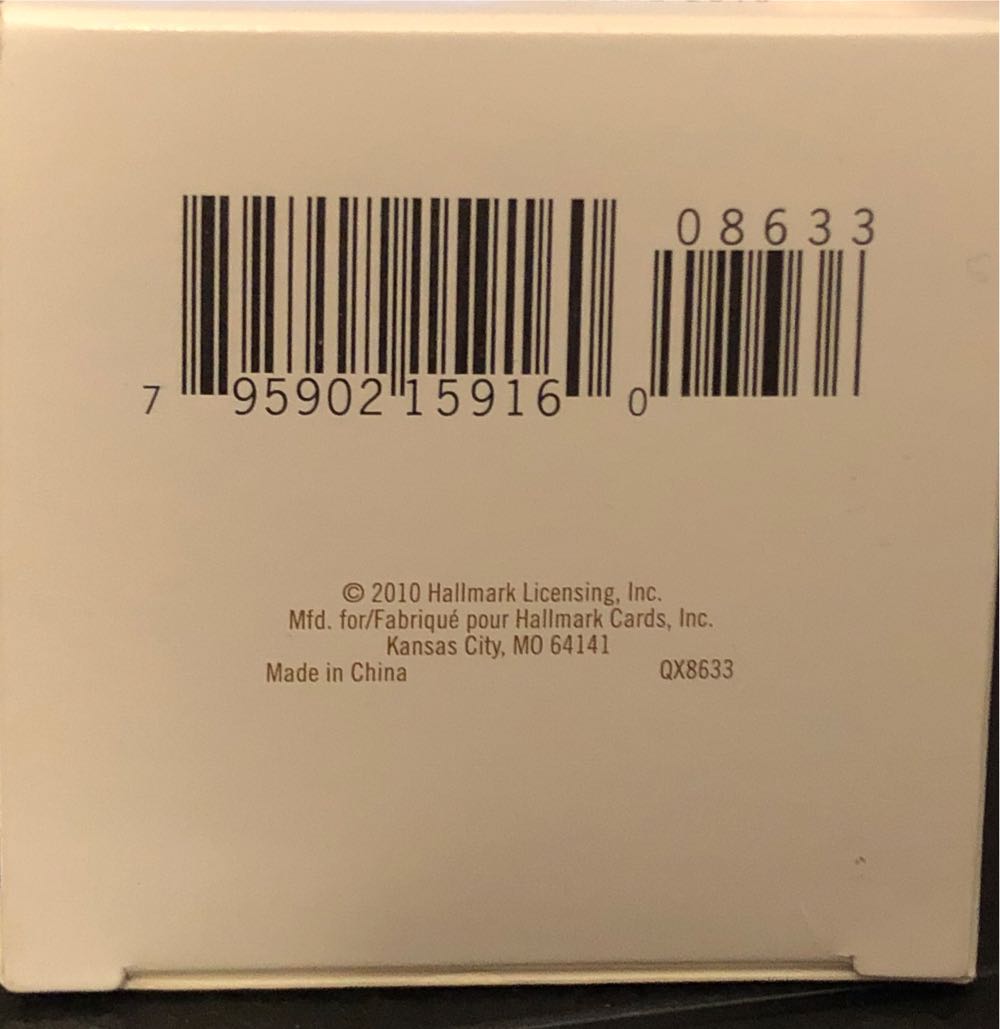 08633
7 95902 15916 0
© 2010 Hallmark Licensing, Inc.
Mfd. for/Fabriqué pour Hallmark Cards, Inc.
Kansas City, MO 64141
Made in China QX8633